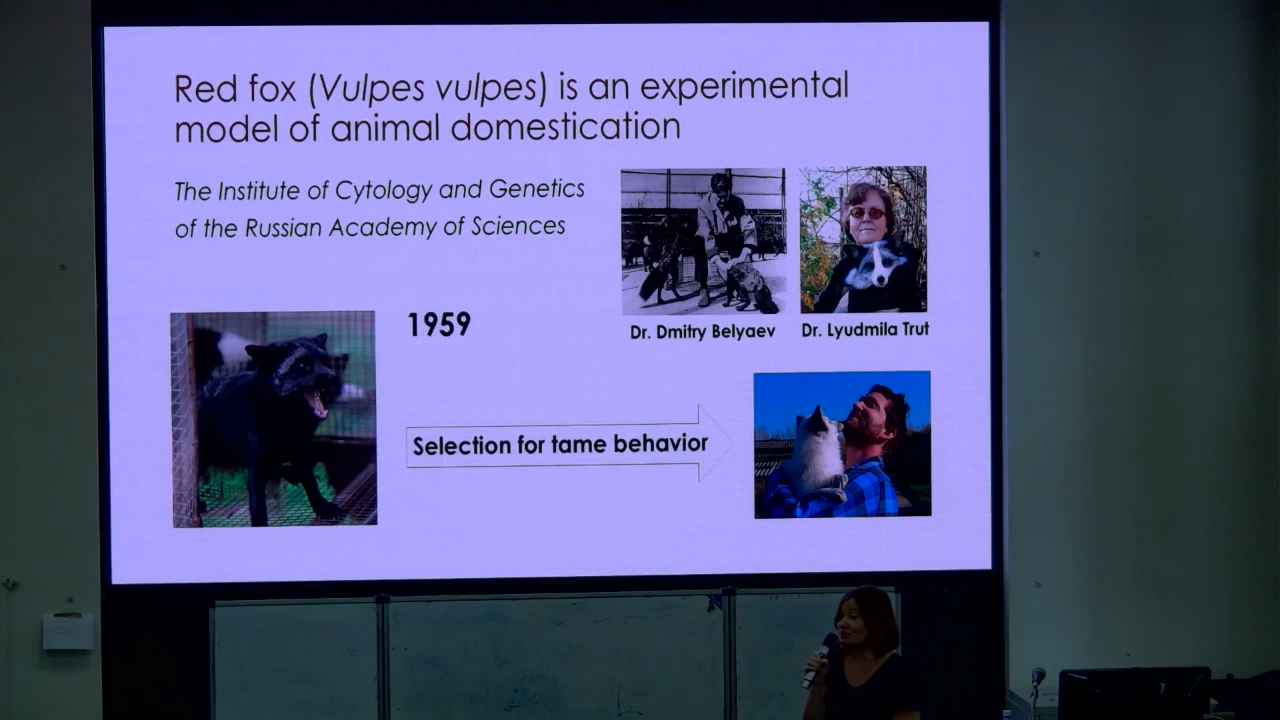 Red fox (Vulpes vulpes) is an experimental
model of animal domestication
The Institute of Cytology and Genetics
of the Russian Academy of Sciences
Dr. Dmitry Belyaev
Dr. Lyudmila Trut
1959
Selection for tame behavior